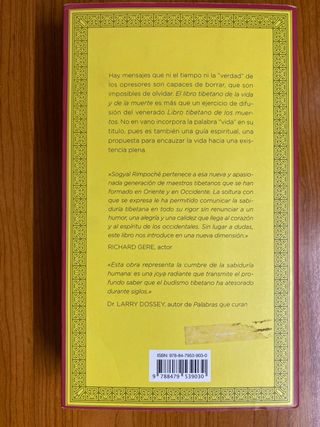 Hay mensajes que ni el tiempo ni la "verdad" de
los opresores son capaces de borrar, que son
imposibles de olvidar. El libro tibetano de la vida
y de la muerte es más que un ejercicio de difu-
sión del venerado Libro tibetano de los muer-
tos. No en vano incorpora la palabra "vida" en su
título, pues es también una guía espiritual, una
propuesta para encauzar la vida hacia una exis-
tencia plena.
«Sogyal Rimpoché pertenece a esa nueva y apasio-
nada generación de maestros tibetanos que se han
formado en Oriente y en Occidente. La soltura con
que se expresa le ha permitido comunicar la sabi-
duría tibetana en todo su rigor sin renunciar a un
humor, una alegría y una calidez que llega al corazón
y al espíritu de los occidentales. Sin lugar a dudas,
este libro nos introduce en una nueva dimensión.»
RICHARD GERE, actor
«Esta obra representa la cumbre de la sabiduría
humana: es una joya radiante que transmite el pro-
fundo saber que el budismo tibetano ha atesorado
durante siglos.»
Dr. LARRY DOSSEY, autor de Palabras que curan
ISBN: 978-84-7953-903-0
9 788479 539030